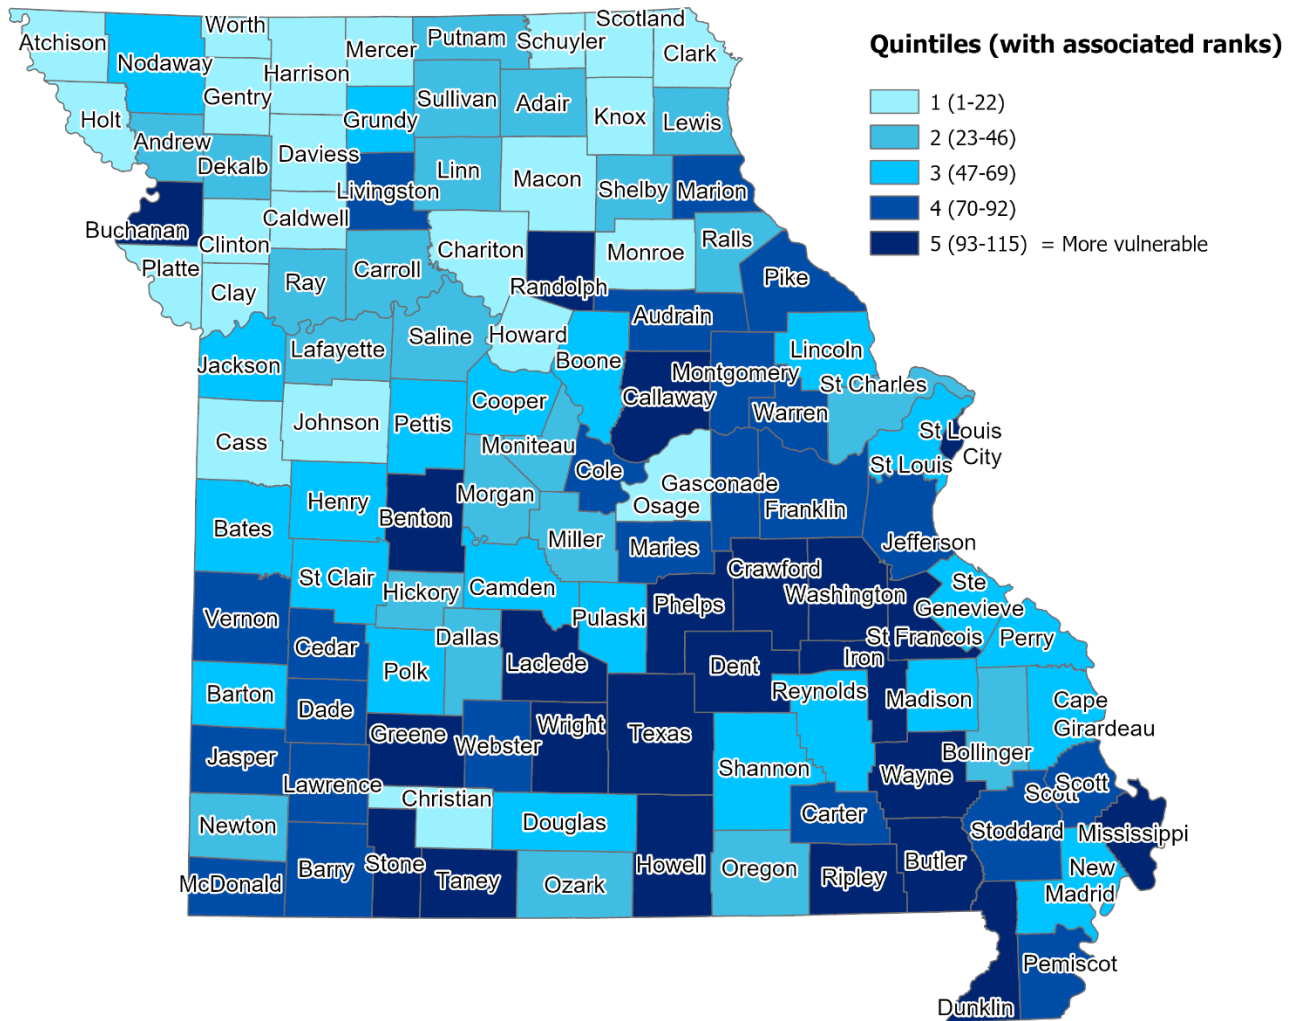 Quintiles (with associated ranks)
1 (1-22)
2 (23-46)
3 (47-69)
4 (70-92)
5 (93-115) = More vulnerable
Atchison
Nodaway
Worth
Harrison
Mercer
Putnam
Schuyler
Scotland
Clark
Holt
Andrew
Gentry
Dekalb
Daviess
Grundy
Sullivan
Adair
Knox
Lewis
Buchanan
Clinton
Caldwell
Livingston
Linn
Macon
Shelby
Marion
Platte
Clay
Ray
Carroll
Chariton
Randolph
Monroe
Ralls
Pike
Jackson
Lafayette
Saline
Howard
Boone
Audrain
Callaway
Montgomery
Lincoln
St Charles
Warren
Cass
Johnson
Pettis
Cooper
Moniteau
Cole
Osage
Gasconade
Franklin
St Louis
St Louis
City
Bates
Henry
Benton
Morgan
Miller
Maries
Jefferson
St Clair
Hickory
Camden
Pulaski
Phelps
Crawford
Washington
Ste
Genevieve
St Francois
Perry
Vernon
Cedar
Polk
Dallas
Laclede
Dent
Iron
Reynolds
Madison
Cape
Girardeau
Bollinger
Barton
Dade
Greene
Webster
Wright
Texas
Shannon
Wayne
Scott
Scott
Jasper
Lawrence
Christian
Douglas
Carter
Stoddard
Mississippi
Newton
McDonald
Barry
Stone
Taney
Ozark
Howell
Oregon
Ripley
Butler
New
Madrid
Pemiscot
Dunklin